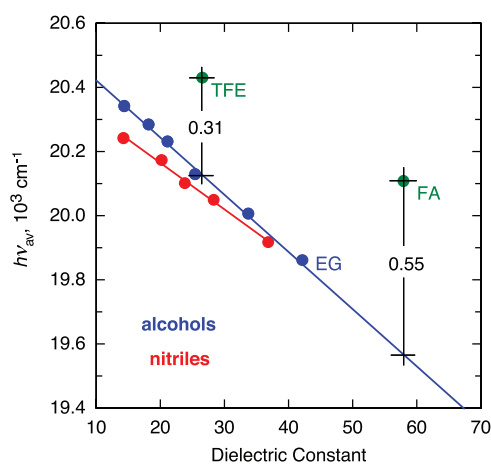 20.6
20.4
20.2
20.0
19.8
19.6
19.4
hν_av, 10³ cm⁻¹
TFE
0.31
FA
0.55
EG
alcohols
nitriles
10 20 30 40 50 60 70
Dielectric Constant